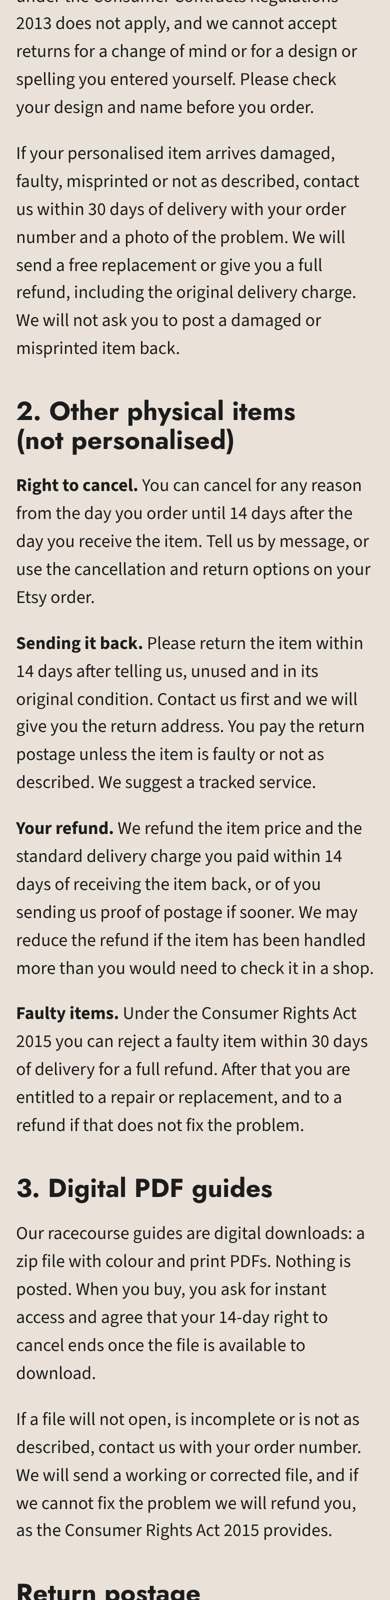 under the Consumer Contracts Regulations
2013 does not apply, and we cannot accept
returns for a change of mind or for a design or
spelling you entered yourself. Please check
your design and name before you order.
If your personalised item arrives damaged,
faulty, misprinted or not as described, contact
us within 30 days of delivery with your order
number and a photo of the problem. We will
send a free replacement or give you a full
refund, including the original delivery charge.
We will not ask you to post a damaged or
misprinted item back.
2. Other physical items
(not personalised)
Right to cancel. You can cancel for any reason
from the day you order until 14 days after the
day you receive the item. Tell us by message, or
use the cancellation and return options on your
Etsy order.
Sending it back. Please return the item within
14 days after telling us, unused and in its
original condition. Contact us first and we will
give you the return address. You pay the return
postage unless the item is faulty or not as
described. We suggest a tracked service.
Your refund. We refund the item price and the
standard delivery charge you paid within 14
days of receiving the item back, or of you
sending us proof of postage if sooner. We may
reduce the refund if the item has been handled
more than you would need to check it in a shop.
Faulty items. Under the Consumer Rights Act
2015 you can reject a faulty item within 30 days
of delivery for a full refund. After that you are
entitled to a repair or replacement, and to a
refund if that does not fix the problem.
3. Digital PDF guides
Our racecourse guides are digital downloads: a
zip file with colour and print PDFs. Nothing is
posted. When you buy, you ask for instant
access and agree that your 14-day right to
cancel ends once the file is available to
download.
If a file will not open, is incomplete or is not as
described, contact us with your order number.
We will send a working or corrected file, and if
we cannot fix the problem we will refund you,
as the Consumer Rights Act 2015 provides.
Return postage